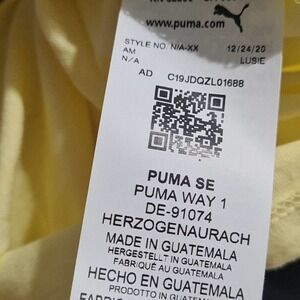 www.puma.com
STYLE NO. N/A-XX 12/24/20
AM LUSIE
N/A
AD C19JDQZL01688
PUMA SE
PUMA WAY 1
DE-91074
HERZOGENAURACH
MADE IN GUATEMALA
HERGESTELLT IN GUATEMALA
FABRIQUÉ AU GUATEMALA
HECHO EN GUATEMALA
PRODOTTO IN GUATEMALA